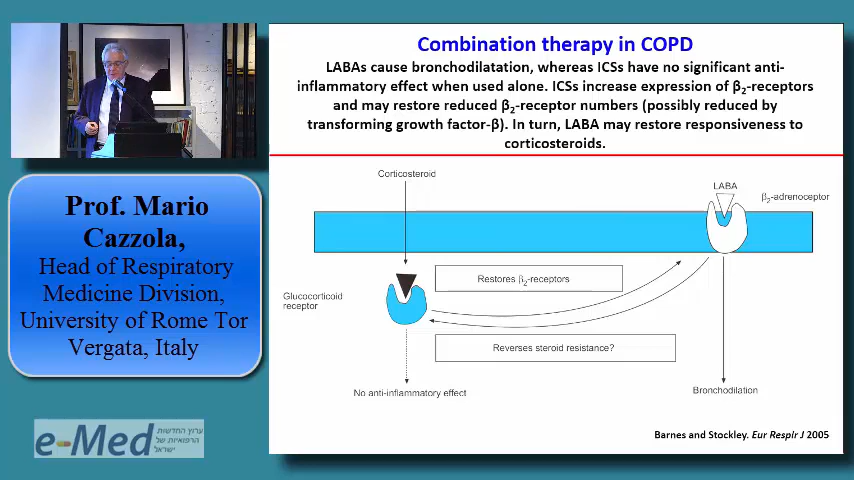 Combination therapy in COPD
LABAs cause bronchodilatation, whereas ICSs have no significant anti-
inflammatory effect when used alone. ICSs increase expression of β2-receptors
and may restore reduced β2-receptor numbers (possibly reduced by
transforming growth factor-β). In turn, LABA may restore responsiveness to
corticosteroids.
Corticosteroid
LABA
β2-adrenoceptor
Restores β2-receptors
Glucocorticoid
receptor
Reverses steroid resistance?
No anti-inflammatory effect
Bronchodilation
Barnes and Stockley. Eur Respir J 2005
Prof. Mario
Cazzola,
Head of Respiratory
Medicine Division,
University of Rome Tor
Vergata, Italy
e-Med
ערוץ החדשות
הרפואיות של
ישראל